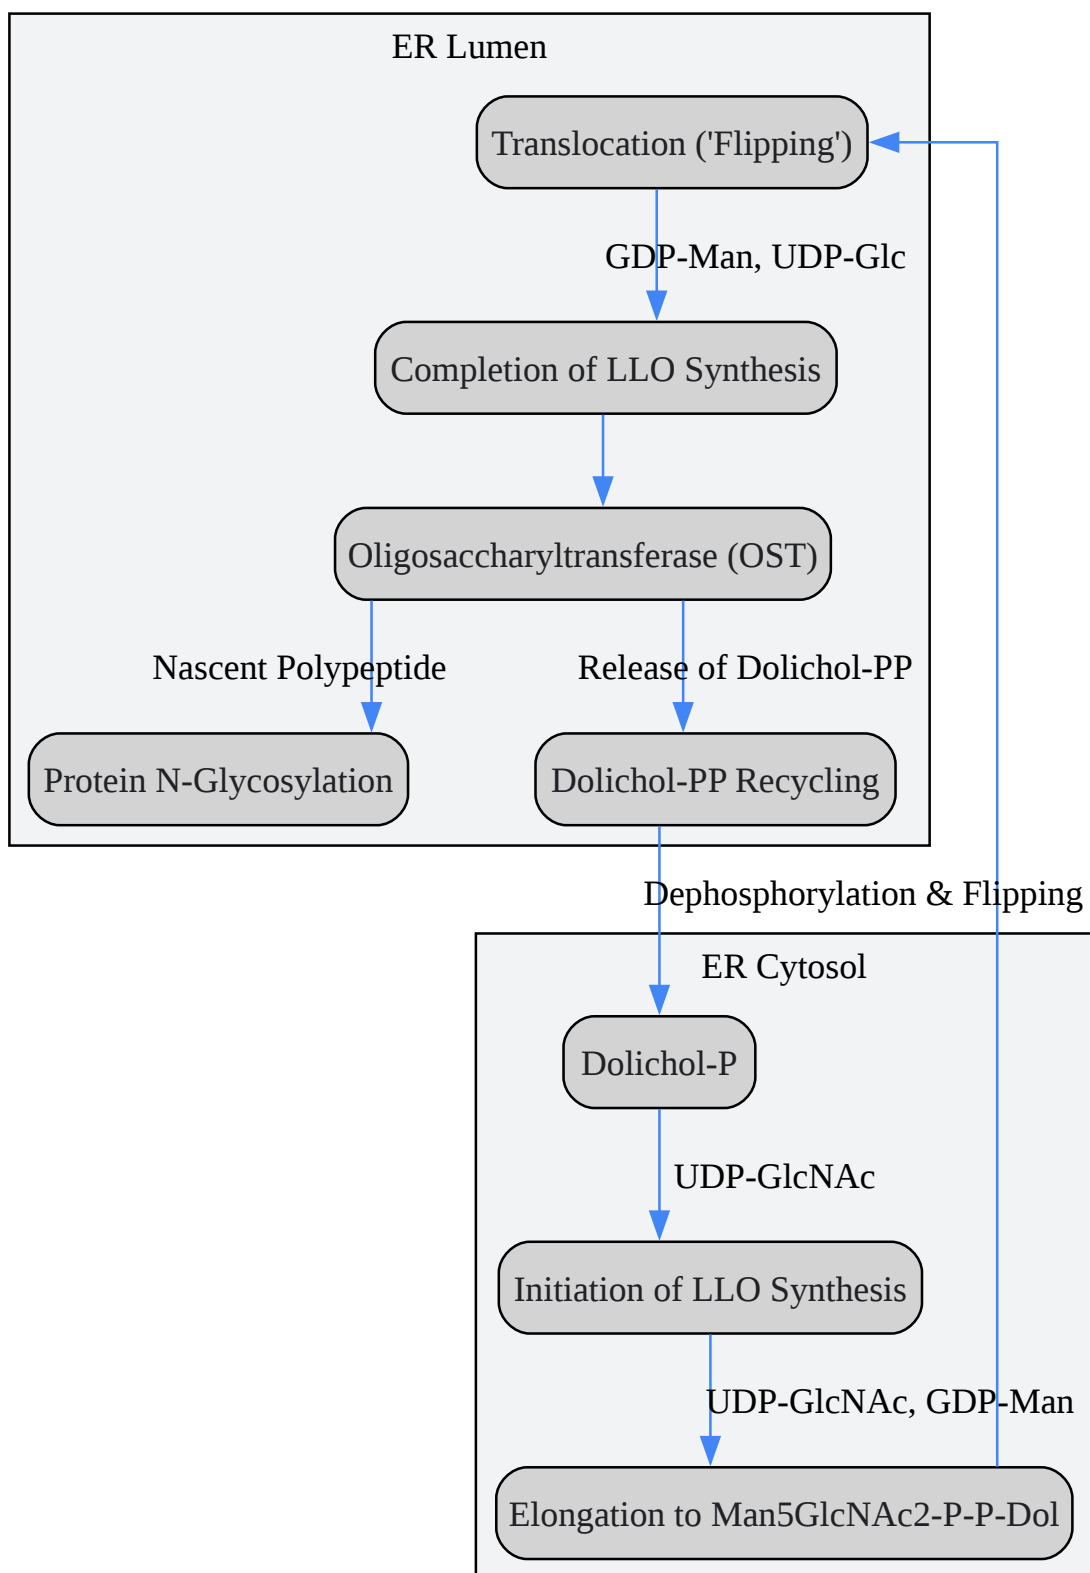 ER Lumen
Translocation ('Flipping')
GDP-Man, UDP-Glc
Completion of LLO Synthesis
Oligosaccharyltransferase (OST)
Nascent Polypeptide
Release of Dolichol-PP
Protein N-Glycosylation
Dolichol-PP Recycling
Dephosphorylation & Flipping
ER Cytosol
Dolichol-P
UDP-GlcNAc
Initiation of LLO Synthesis
UDP-GlcNAc, GDP-Man
Elongation to Man5GlcNAc2-P-P-Dol